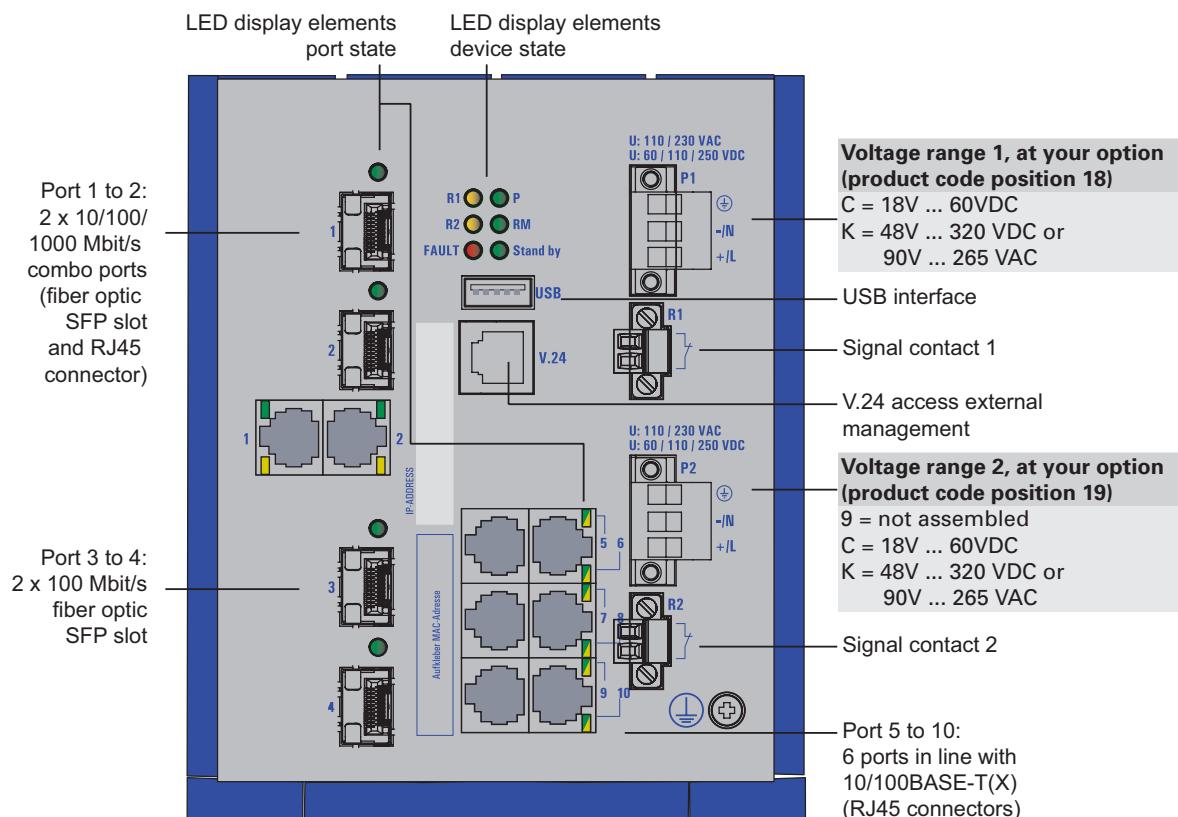 LED display elements
port state
LED display elements
device state
Port 1 to 2:
2 x 10/100/
1000 Mbit/s
combo ports
(fiber optic
SFP slot
and RJ45
connector)
Port 3 to 4:
2 x 100 Mbit/s
fiber optic
SFP slot
1
2
1
2
3
4
R1
P
R2
RM
FAULT
Stand by
USB
V.24
IP-ADDRESS
Aufkleber MAC-Adresse
5 6
7 8
9 10
U: 110 / 230 VAC
U: 60 / 110 / 250 VDC
P1
-/N
+/L
R1
U: 110 / 230 VAC
U: 60 / 110 / 250 VDC
P2
-/N
+/L
R2
Voltage range 1, at your option
(product code position 18)
C = 18V ... 60VDC
K = 48V ... 320 VDC or
90V ... 265 VAC
USB interface
Signal contact 1
V.24 access external
management
Voltage range 2, at your option
(product code position 19)
9 = not assembled
C = 18V ... 60VDC
K = 48V ... 320 VDC or
90V ... 265 VAC
Signal contact 2
Port 5 to 10:
6 ports in line with
10/100BASE-T(X)
(RJ45 connectors)